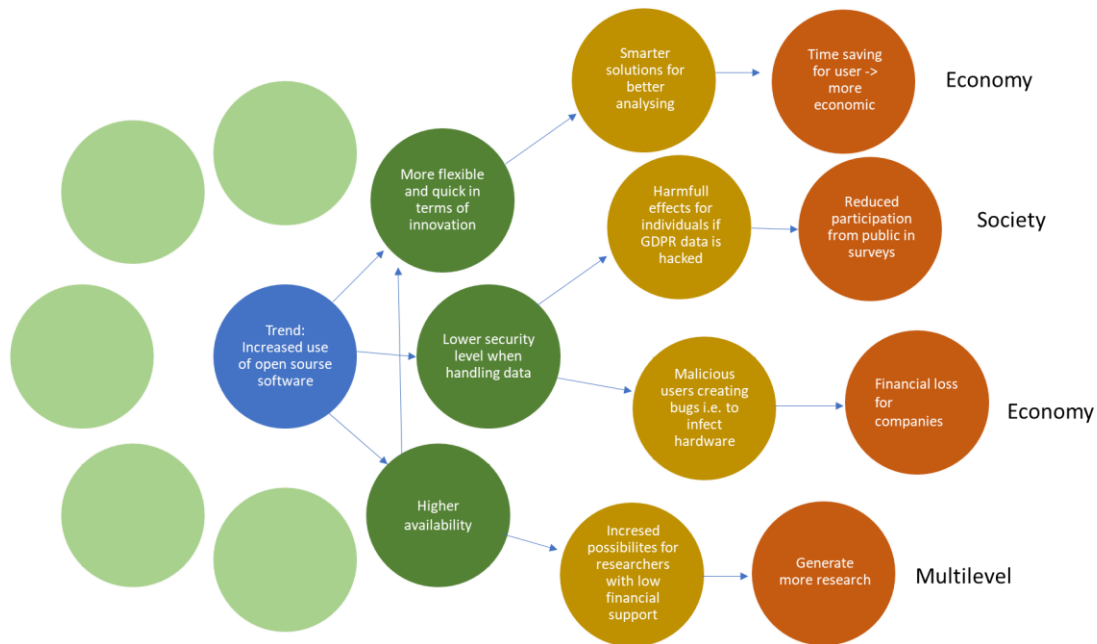 Smarter
solutions for
better
analysing
Time saving
for user ->
more
economic
Economy
More flexible
and quick in
terms of
innovation
Harmfull
effects for
individuals if
GDPR data is
hacked
Reduced
participation
from public in
surveys
Society
Trend:
Increased use
of open sourse
software
Lower security
level when
handling data
Malicious
users creating
bugs i.e. to
infect
hardware
Financial loss
for
companies
Economy
Higher
availability
Incresed
possibilites for
researchers
with low
financial
support
Generate
more research
Multilevel